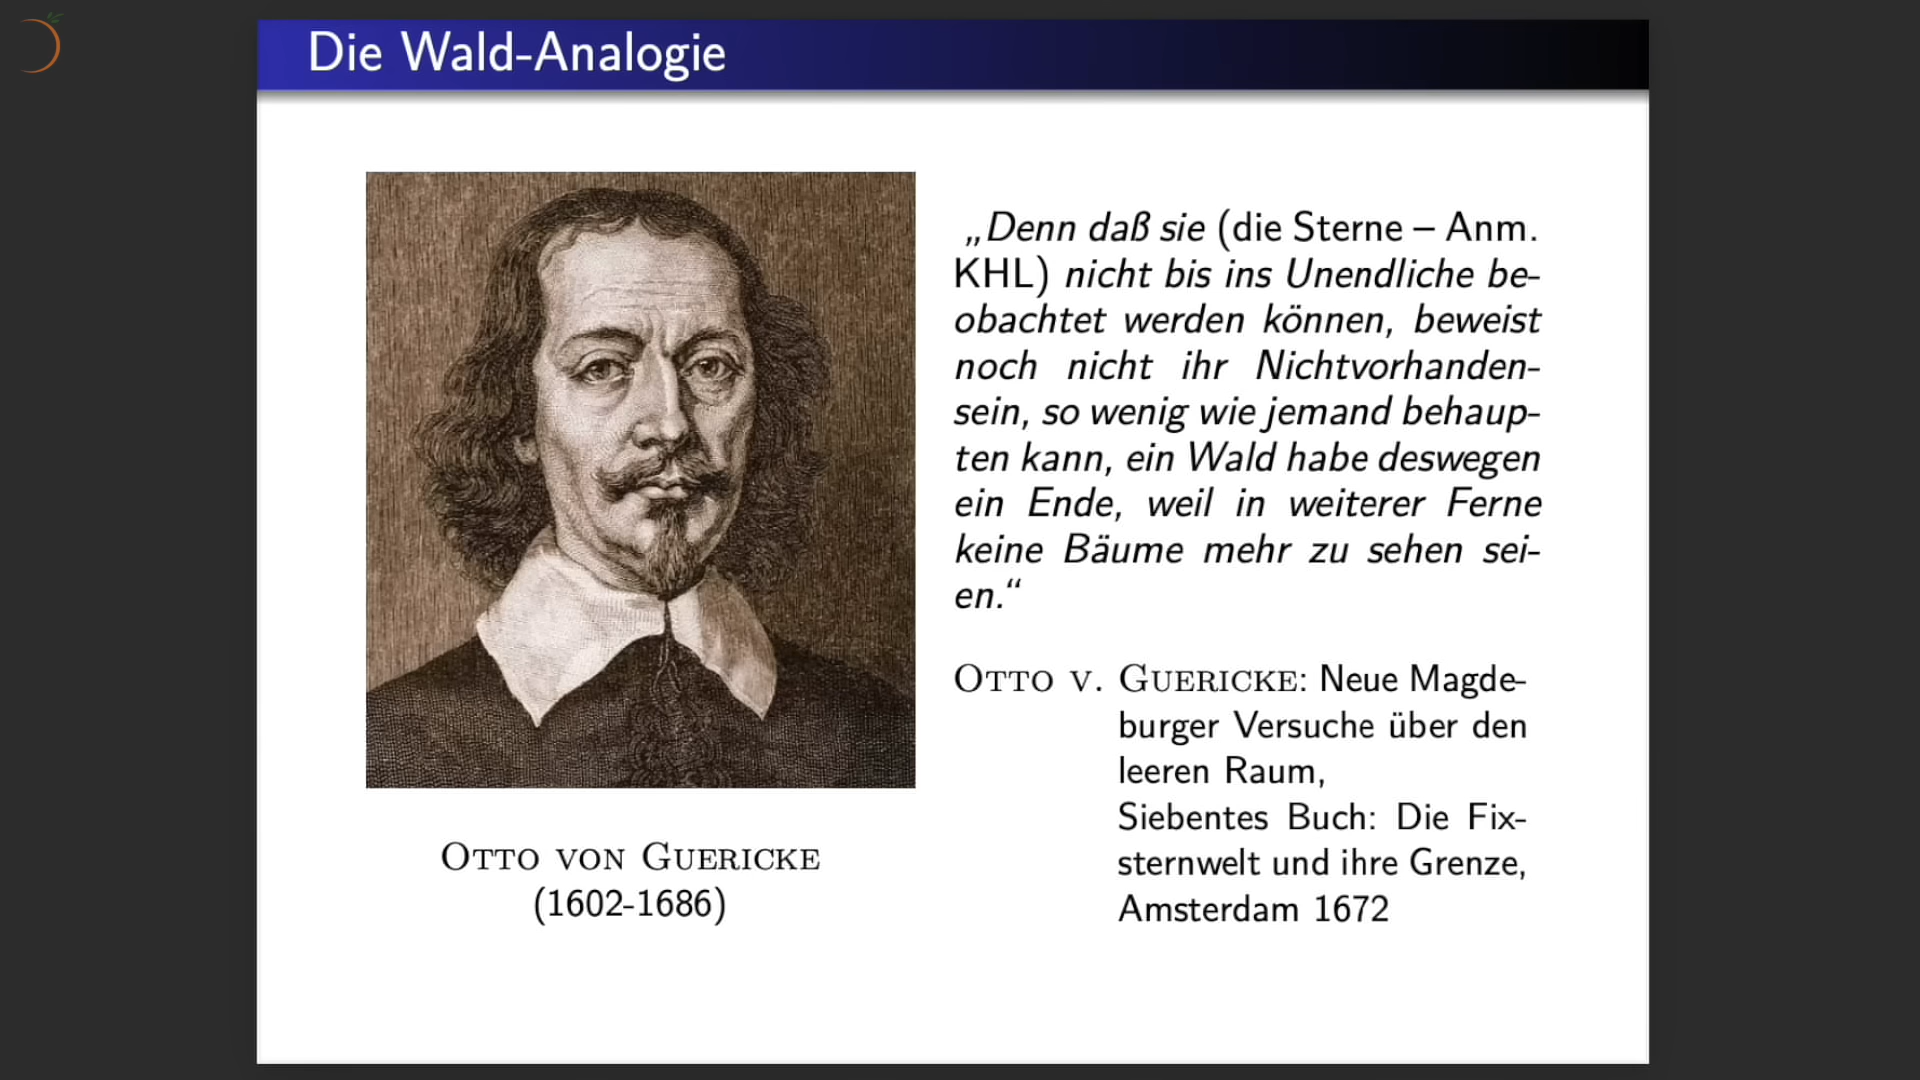 Die Wald-Analogie
„Denn daß sie (die Sterne – Anm.
KHL) nicht bis ins Unendliche be-
obachtet werden können, beweist
noch nicht ihr Nichtvorhanden-
sein, so wenig wie jemand behaup-
ten kann, ein Wald habe deswegen
ein Ende, weil in weiterer Ferne
keine Bäume mehr zu sehen sei-
en.“
OTTO V. GUERICKE: Neue Magde-
burger Versuche über den
leeren Raum,
Siebentes Buch: Die Fix-
sternwelt und ihre Grenze,
Amsterdam 1672
OTTO VON GUERICKE
(1602-1686)